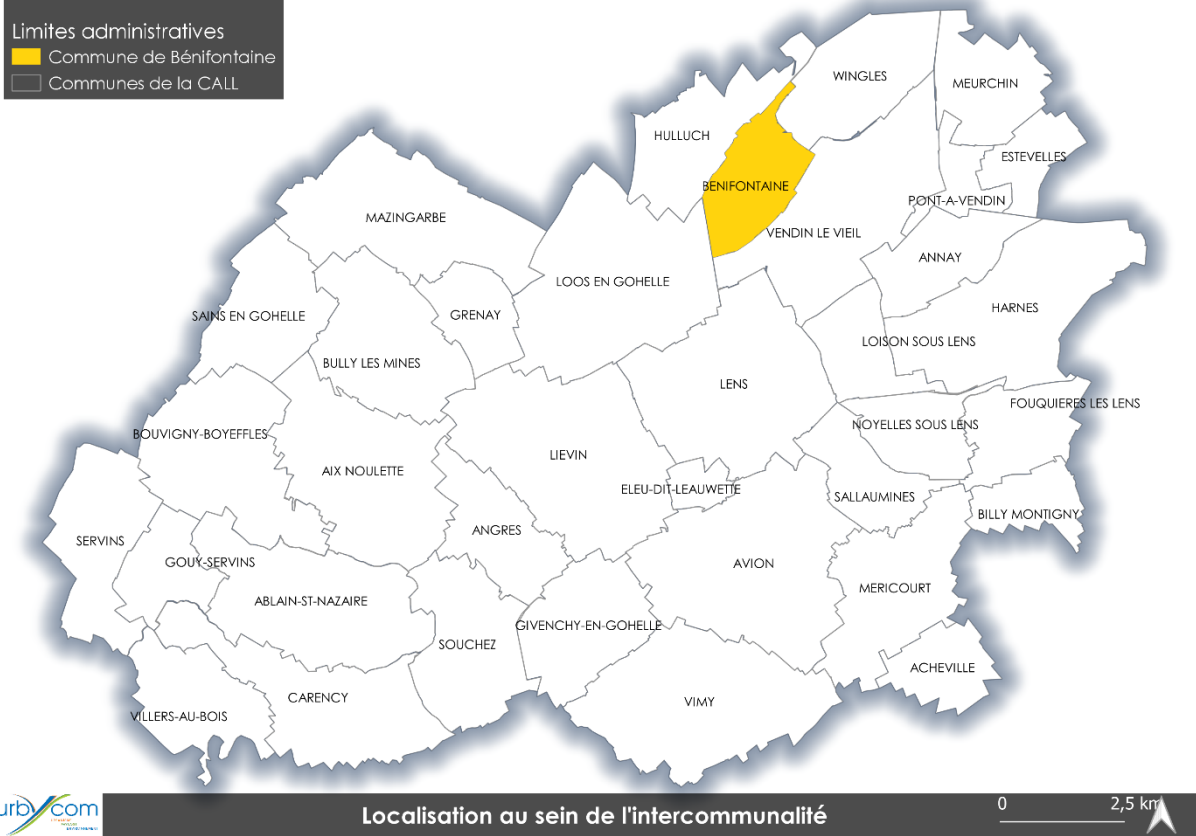 Limites administratives
Commune de Bénifontaine
Communes de la CALL
WINGLES
MEURCHIN
HULLUCH
ESTEVELLES
BENIFONTAINE
PONT-A-VENDIN
MAZINGARBE
VENDIN LE VIEIL
ANNAY
LOOS EN GOHELLE
HARNES
SAINS EN GOHELLE
GRENAY
LOISON SOUS LENS
BULLY LES MINES
LENS
FOUQUIERES LES LENS
NOYELLES SOUS LENS
BOUVIGNY-BOYEFFLES
LIEVIN
AIX NOULETTE
ELEU-DIT-LEAUWETTE
SALLAUMINES
BILLY MONTIGNY
ANGRES
SERVINS
GOUY-SERVINS
AVION
MERICOURT
ABLAIN-ST-NAZAIRE
GIVENCHY-EN-GOHELLE
SOUCHEZ
ACHEVILLE
CARENCY
VIMY
VILLERS-AU-BOIS
urbycom
Localisation au sein de l'intercommunalité
0 2,5 km